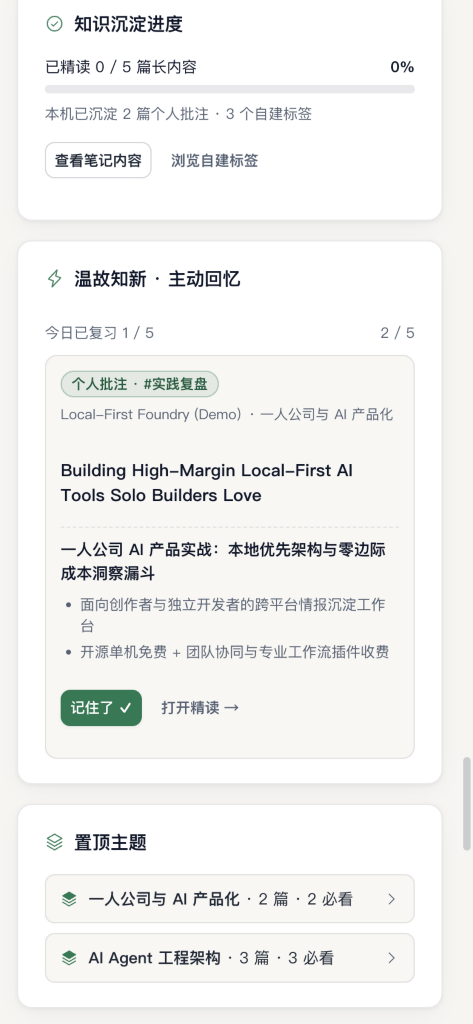 知识沉淀进度
已精读 0 / 5 篇长内容 0%
本机已沉淀 2 篇个人批注 · 3 个自建标签
查看笔记内容 浏览自建标签
温故知新 · 主动回忆
今日已复习 1 / 5 2 / 5
个人批注 · #实践复盘
Local-First Foundry (Demo) · 一人公司与 AI 产品化
Building High-Margin Local-First AI
Tools Solo Builders Love
一人公司 AI 产品实战：本地优先架构与零边际
成本洞察漏斗
• 面向创作者与独立开发者的跨平台情报沉淀工作
台
• 开源单机免费 + 团队协同与专业工作流插件收费
记住了 ✓ 打开精读 →
置顶主题
一人公司与 AI 产品化 · 2 篇 · 2 必看
AI Agent 工程架构 · 3 篇 · 3 必看